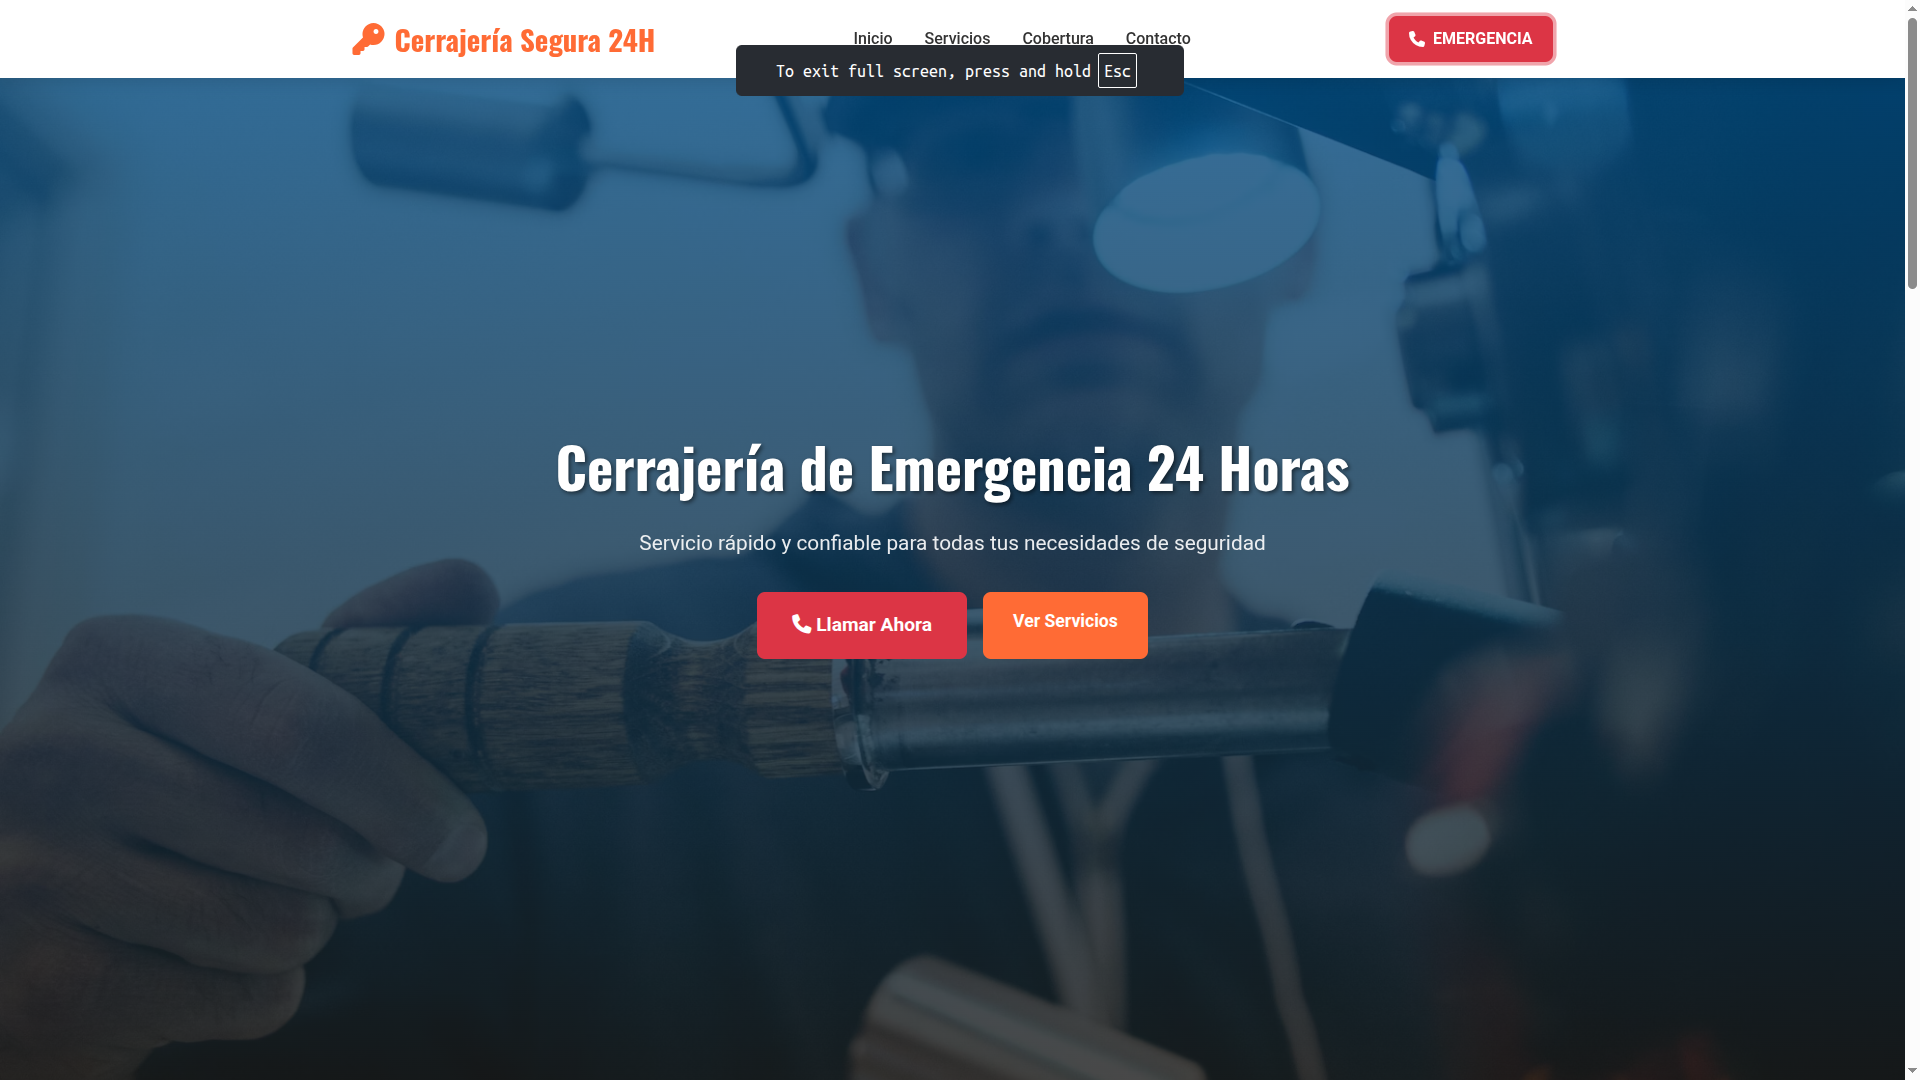 Cerrajería Segura 24H
Inicio Servicios Cobertura Contacto
EMERGENCIA
To exit full screen, press and hold Esc
Cerrajería de Emergencia 24 Horas
Servicio rápido y confiable para todas tus necesidades de seguridad
Llamar Ahora
Ver Servicios